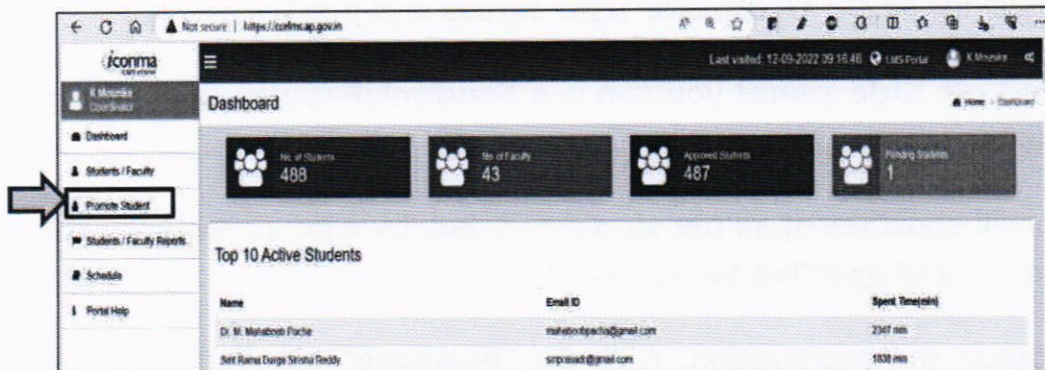 Not secure | https://ccelms.ap.gov.in
iconma
Last visited: 12-09-2022 09:16:46 LMS Portal K Mounika
K Mounika
Coordinator
Dashboard
Home > Dashboard
Dashboard
Students / Faculty
Promote Student
Students / Faculty Reports
Schedule
Portal Help
No. of Students
488
No of Faculty
43
Approved Students
487
Pending Students
1
Top 10 Active Students
Name Email ID Spent Time(min)
Dr. M. Mahaboob Pacha mahaboobpacha@gmail.com 2347 min
Smt Rama Durga Sirisha Reddy 1838 min